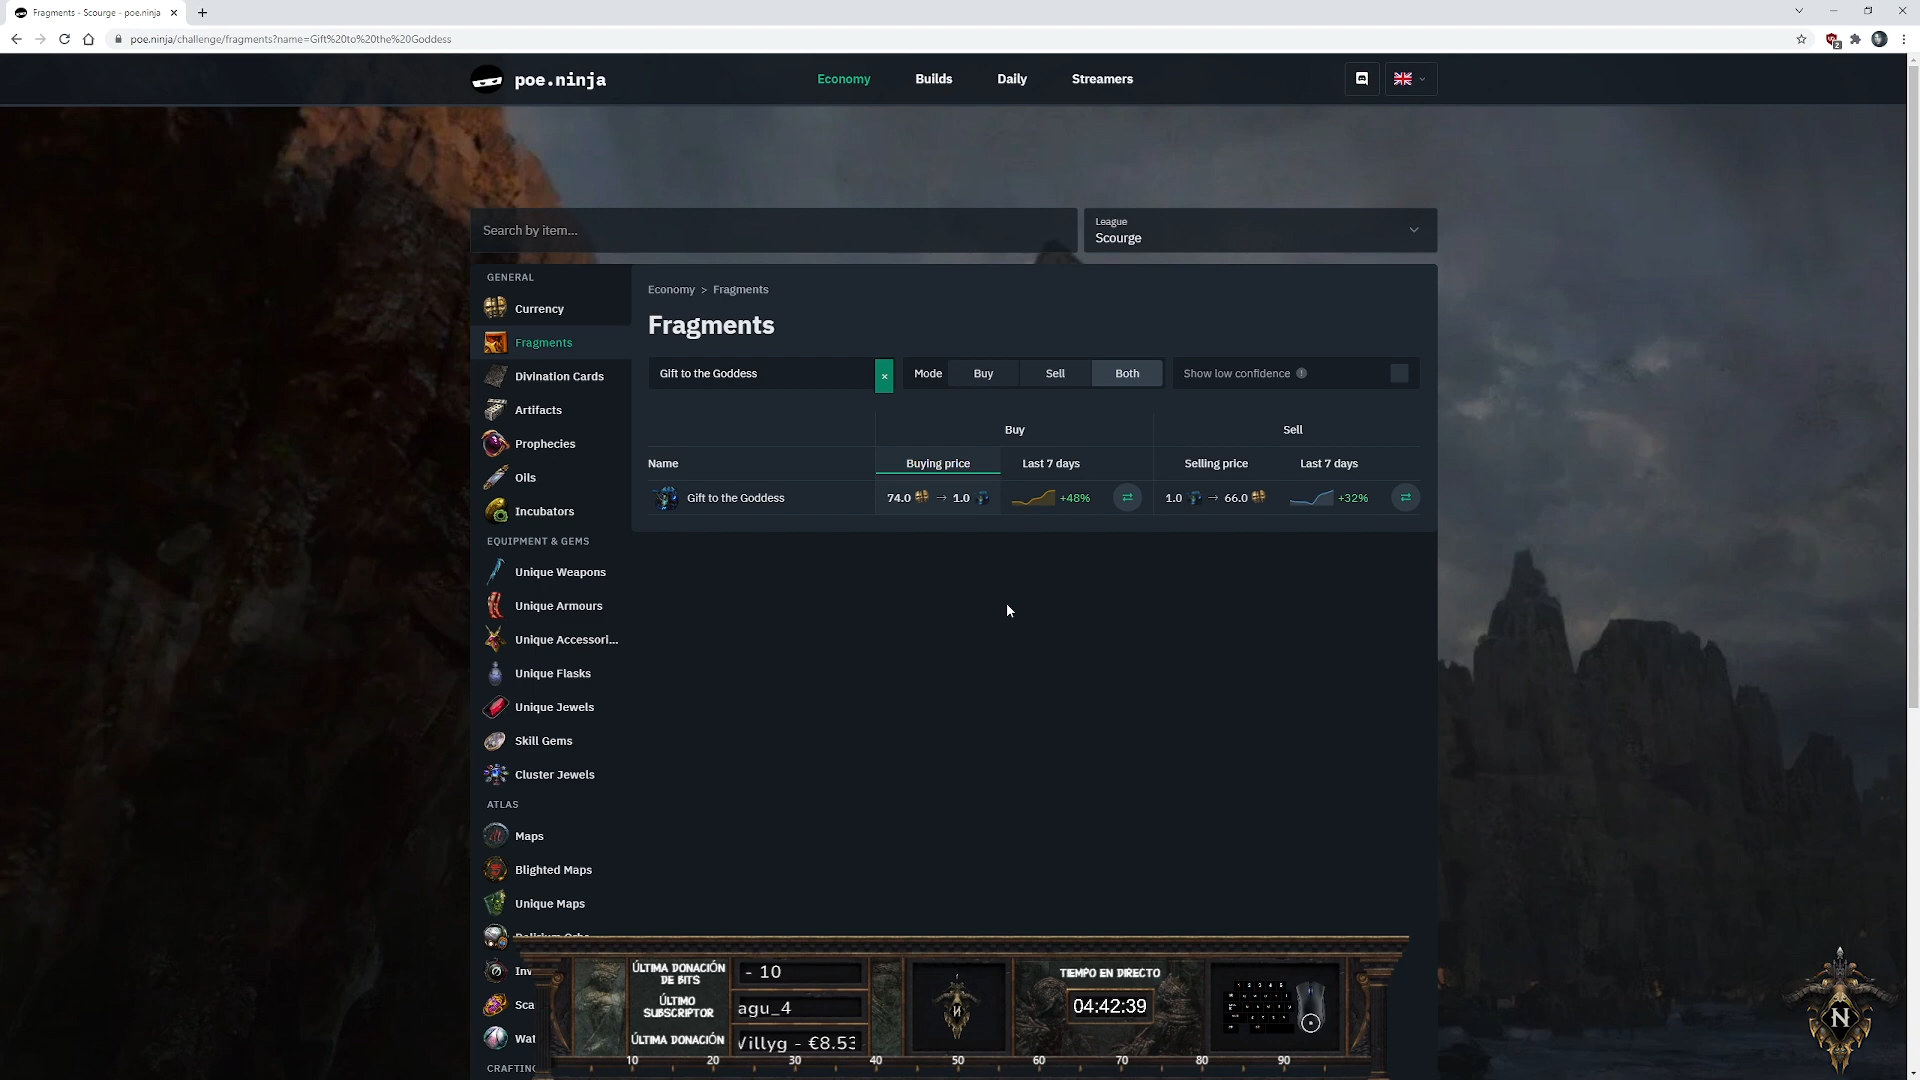 Fragments - Scourge - poe.ninja
poe.ninja/challenge/fragments?name=Gift%20to%20the%20Goddess
2
poe.ninja
Economy
Builds
Daily
Streamers
Search by item...
League
Scourge
GENERAL
Currency
Fragments
Divination Cards
Artifacts
Prophecies
Oils
Incubators
EQUIPMENT & GEMS
Unique Weapons
Unique Armours
Unique Accessori...
Unique Flasks
Unique Jewels
Skill Gems
Cluster Jewels
ATLAS
Maps
Blighted Maps
Unique Maps
Inv
Sca
Wat
CRAFTING
Economy > Fragments
Fragments
Gift to the Goddess
Mode Buy Sell Both
Show low confidence
Buy Sell
Name Buying price Last 7 days Selling price Last 7 days
Gift to the Goddess 74.0 → 1.0 +48% 1.0 → 66.0 +32%
ÚLTIMA DONACIÓN
DE BITS
- 10
ÚLTIMO
SUBSCRIPTOR
agu_4
ÚLTIMA DONACIÓN
Villyg - €8.53
TIEMPO EN DIRECTO
04:42:39
10 20 30 40 50 60 70 80 90
N